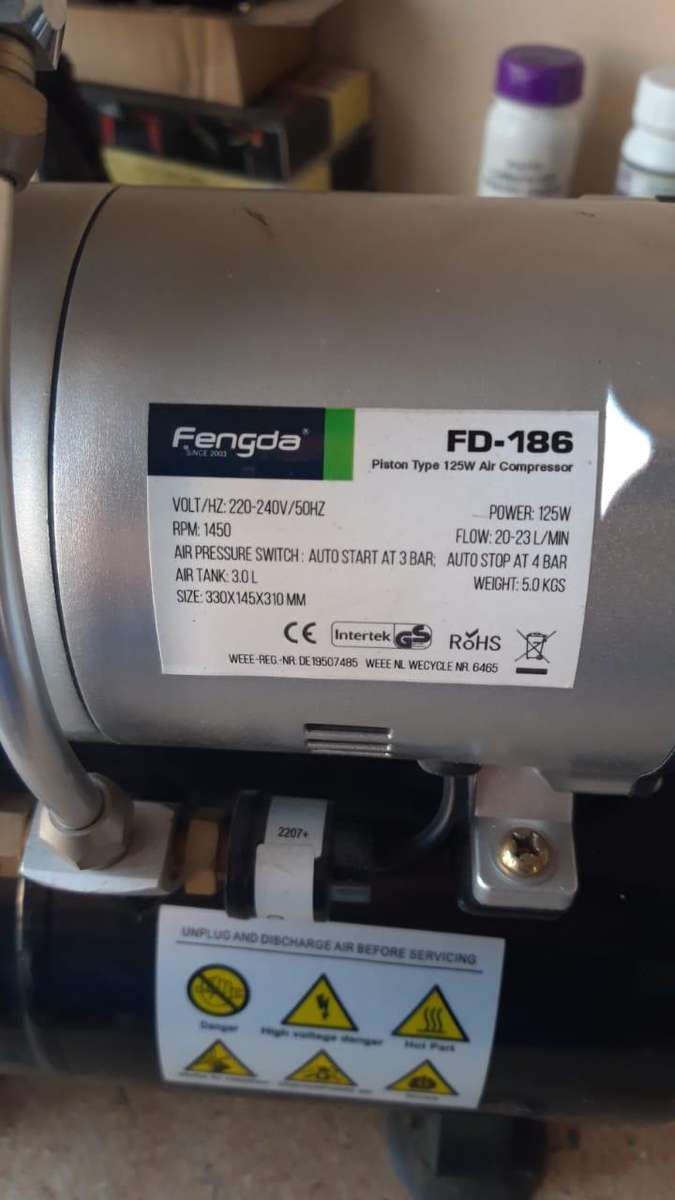 Fengda®
SINCE 2003
FD-186
Piston Type 125W Air Compressor
VOLT/HZ: 220-240V/50HZ
POWER: 125W
RPM: 1450
FLOW: 20-23 L/MIN
AIR PRESSURE SWITCH : AUTO START AT 3 BAR; AUTO STOP AT 4 BAR
AIR TANK: 3.0 L
WEIGHT: 5.0 KGS
SIZE: 330X145X310 MM
CE Intertek GS RoHS
WEEE-REG.-NR: DE19507485 WEEE NL WECYCLE NR. 6465
2207+
UNPLUG AND DISCHARGE AIR BEFORE SERVICING
Danger
High voltage danger
Hot Part